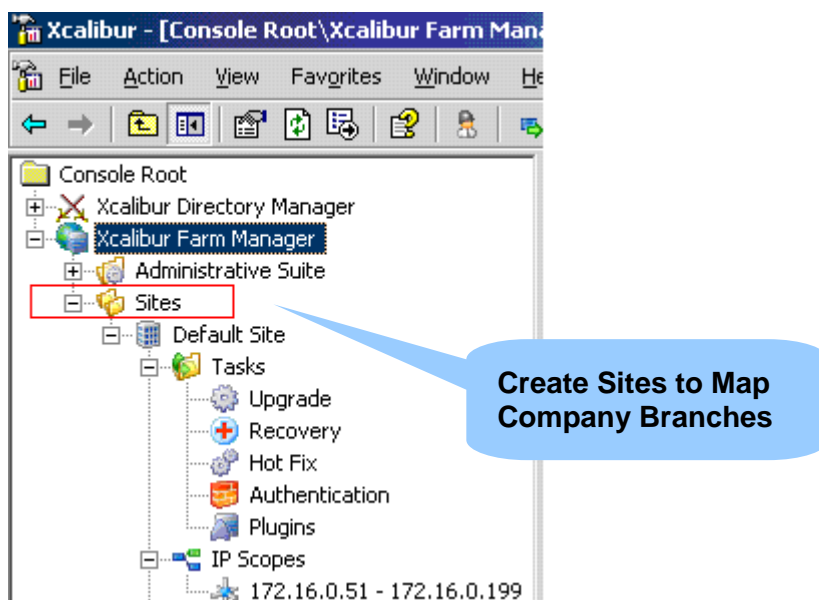 Xcalibur - [Console Root\Xcalibur Farm Mana
File Action View Favorites Window He
Console Root
Xcalibur Directory Manager
Xcalibur Farm Manager
Administrative Suite
Sites
Default Site
Tasks
Upgrade
Recovery
Hot Fix
Authentication
Plugins
IP Scopes
172.16.0.51 - 172.16.0.199
Create Sites to Map
Company Branches